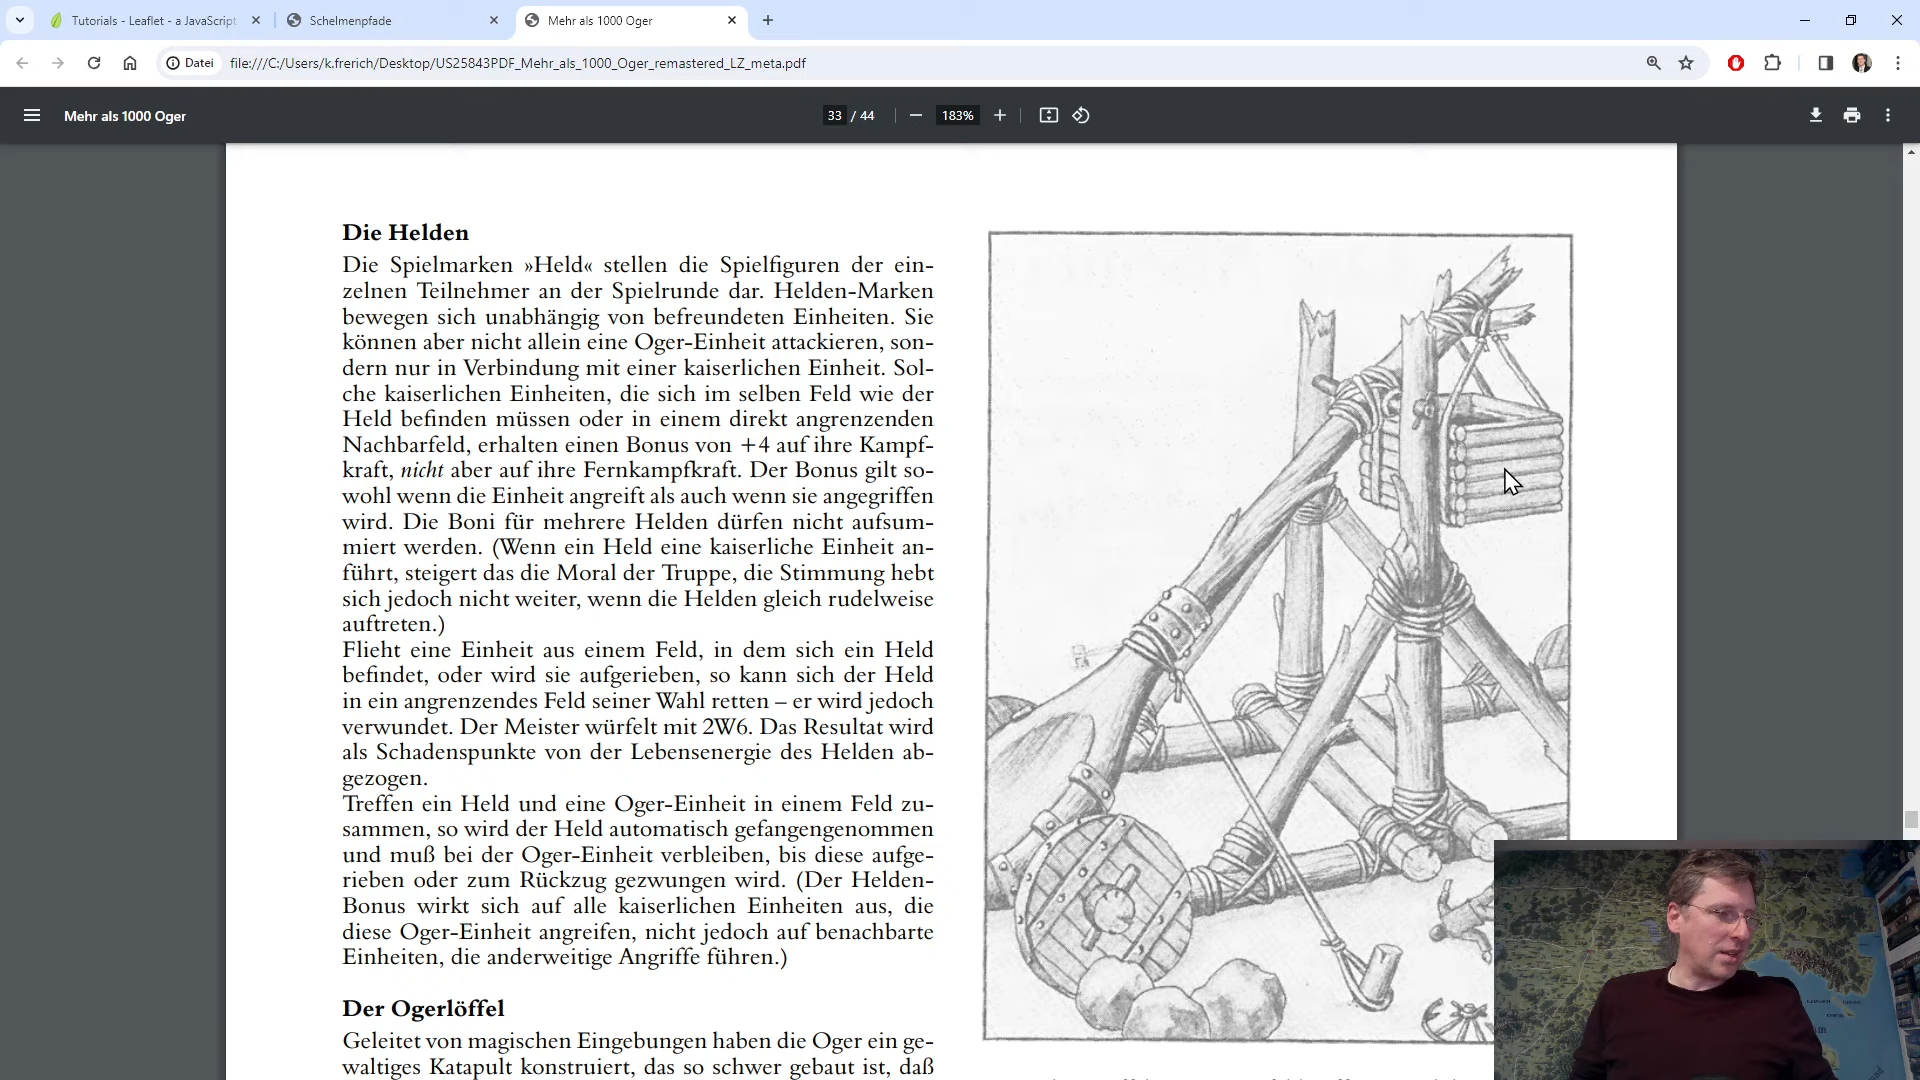 Tutorials - Leaflet - a JavaScript
Schelmenpfade
Mehr als 1000 Oger
Datei
file:///C:/Users/k.frerich/Desktop/US25843PDF_Mehr_als_1000_Oger_remastered_LZ_meta.pdf
Mehr als 1000 Oger
33 / 44
183%
Die Helden
Die Spielmarken »Held« stellen die Spielfiguren der ein-
zelnen Teilnehmer an der Spielrunde dar. Helden-Marken
bewegen sich unabhängig von befreundeten Einheiten. Sie
können aber nicht allein eine Oger-Einheit attackieren, son-
dern nur in Verbindung mit einer kaiserlichen Einheit. Sol-
che kaiserlichen Einheiten, die sich im selben Feld wie der
Held befinden müssen oder in einem direkt angrenzenden
Nachbarfeld, erhalten einen Bonus von +4 auf ihre Kampf-
kraft, nicht aber auf ihre Fernkampfkraft. Der Bonus gilt so-
wohl wenn die Einheit angreift als auch wenn sie angegriffen
wird. Die Boni für mehrere Helden dürfen nicht aufsum-
miert werden. (Wenn ein Held eine kaiserliche Einheit an-
führt, steigert das die Moral der Truppe, die Stimmung hebt
sich jedoch nicht weiter, wenn die Helden gleich rudelweise
auftreten.)
Flieht eine Einheit aus einem Feld, in dem sich ein Held
befindet, oder wird sie aufgerieben, so kann sich der Held
in ein angrenzendes Feld seiner Wahl retten – er wird jedoch
verwundet. Der Meister würfelt mit 2W6. Das Resultat wird
als Schadenspunkte von der Lebensenergie des Helden ab-
gezogen.
Treffen ein Held und eine Oger-Einheit in einem Feld zu-
sammen, so wird der Held automatisch gefangengenommen
und muß bei der Oger-Einheit verbleiben, bis diese aufge-
rieben oder zum Rückzug gezwungen wird. (Der Helden-
Bonus wirkt sich auf alle kaiserlichen Einheiten aus, die
diese Oger-Einheit angreifen, nicht jedoch auf benachbarte
Einheiten, die anderweitige Angriffe führen.)
Der Ogerlöffel
Geleitet von magischen Eingebungen haben die Oger ein ge-
waltiges Katapult konstruiert, das so schwer gebaut ist, daß